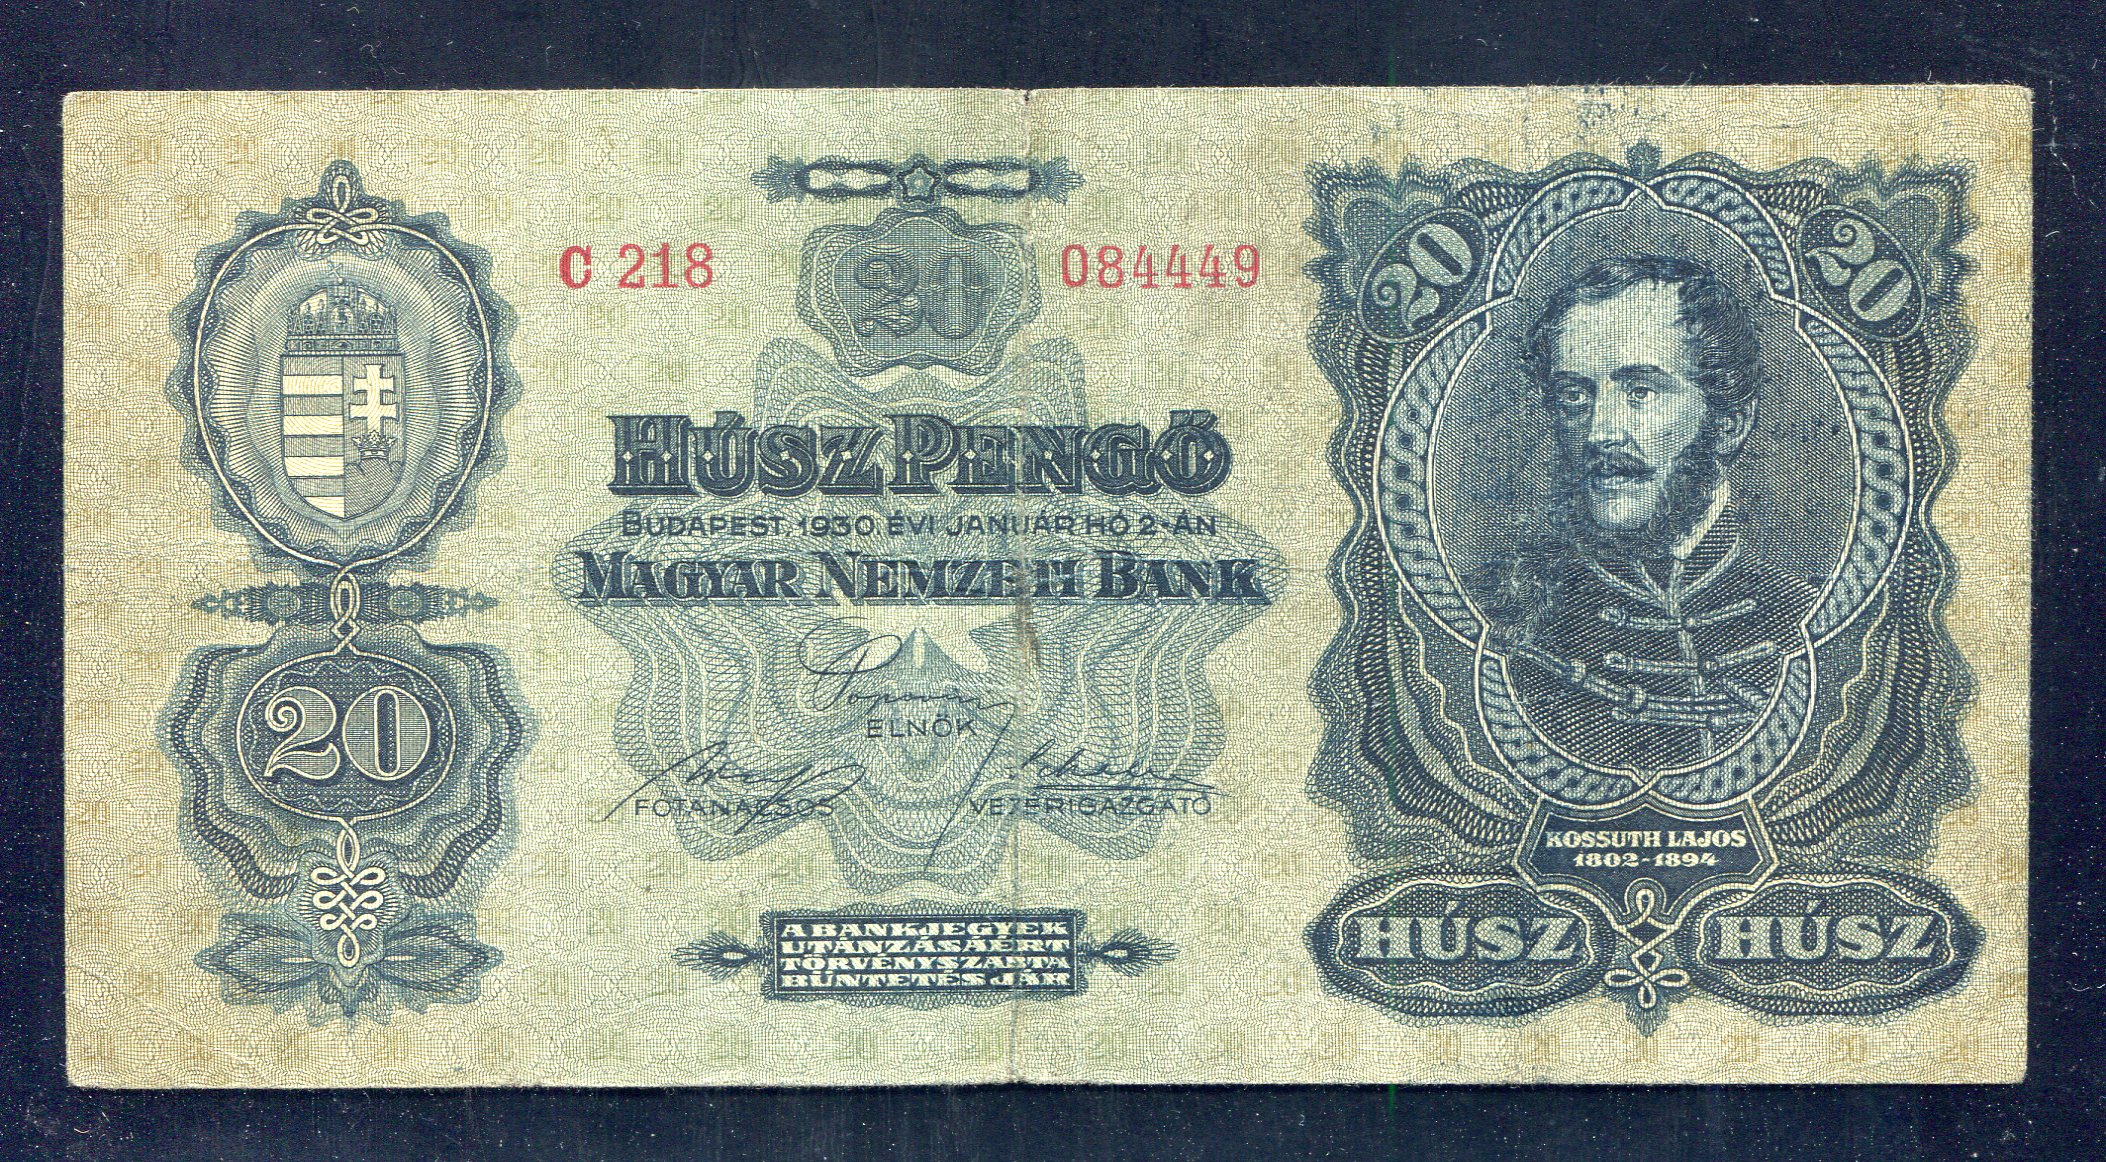 C 218
20
084449
20
20
HÚSZ PENGŐ
BUDAPEST, 1930. ÉVI JANUÁR HÓ 2-ÁN
MAGYAR NEMZETI BANK
ELNÖK
20
FŐTANÁCSOS
VEZÉRIGAZGATÓ
KOSSUTH LAJOS
1802-1894
HÚSZ
HÚSZ
A BANKJEGYEK
UTÁNZÁSÁÉRT
TÖRVÉNYSZABTA
BÜNTETÉS JÁR